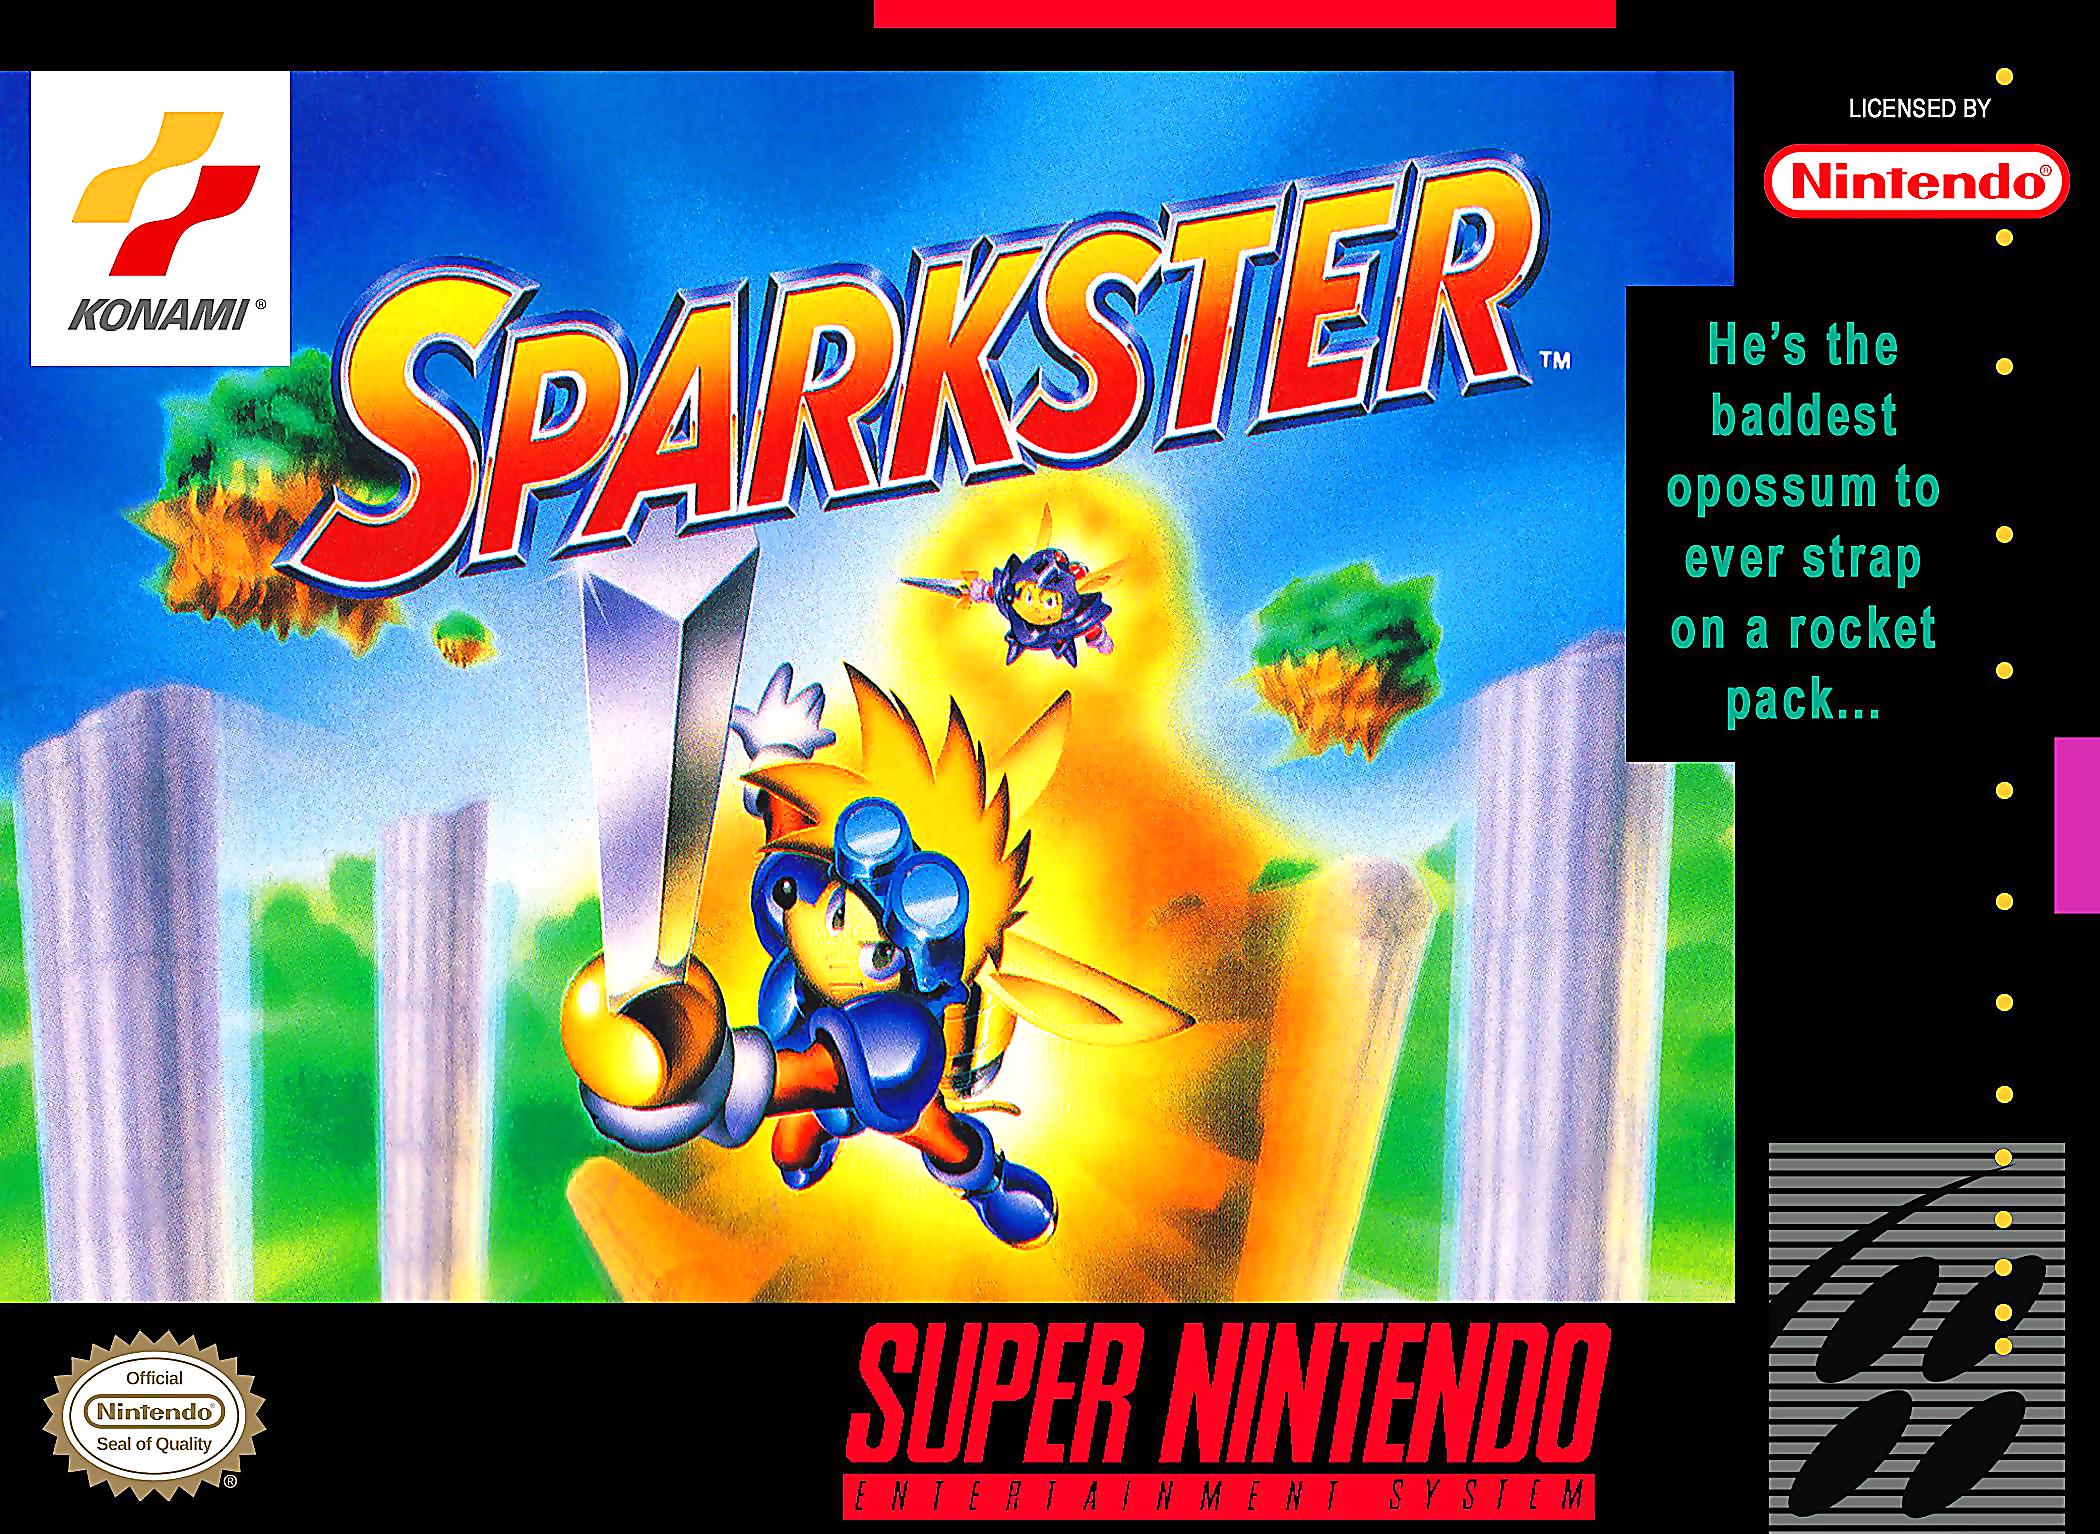 KONAMI®
SPARKSTER™
LICENSED BY
Nintendo®
He's the
baddest
opossum to
ever strap
on a rocket
pack...
Official
Nintendo®
Seal of Quality
®
SUPER NINTENDO
ENTERTAINMENT SYSTEM